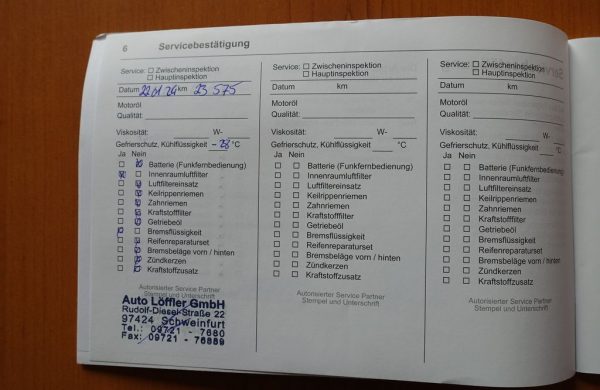 6 Servicebestätigung
Service: ☐ Zwischeninspektion
☐ Hauptinspektion
Datum 22.01.24 km 23 575
Motoröl
Qualität:
Viskosität: W-
Gefrierschutz, Kühlflüssigkeit -28 °C
Ja Nein
Batterie (Funkfernbedienung)
Innenraumluftfilter
Luftfiltereinsatz
Keilrippenriemen
Zahnriemen
Kraftstofffilter
Getriebeöl
Bremsflüssigkeit
Reifenreparaturset
Bremsbeläge vorn / hinten
Zündkerzen
Kraftstoffzusatz
Autorisierter Service Partner
Stempel und Unterschrift
Auto Löffler GmbH
Rudolf-Diesel-Straße 22
97424 Schweinfurt
Tel.: 09721 - 7680
Fax: 09721 - 76859
Service: ☐ Zwischeninspektion
☐ Hauptinspektion
Datum km
Motoröl
Qualität:
Viskosität: W-
Gefrierschutz, Kühlflüssigkeit °C
Ja Nein
Batterie (Funkfernbedienung)
Innenraumluftfilter
Luftfiltereinsatz
Keilrippenriemen
Zahnriemen
Kraftstofffilter
Getriebeöl
Bremsflüssigkeit
Reifenreparaturset
Bremsbeläge vorn / hinten
Zündkerzen
Kraftstoffzusatz
Autorisierter Service Partner
Stempel und Unterschrift
Service: ☐ Zwischeninspektion
☐ Hauptinspektion
Datum km
Motoröl
Qualität:
Viskosität: W-
Gefrierschutz, Kühlflüssigkeit °C
Ja Nein
Batterie (Funkfernbedienung)
Innenraumluftfilter
Luftfiltereinsatz
Keilrippenriemen
Zahnriemen
Kraftstofffilter
Getriebeöl
Bremsflüssigkeit
Reifenreparaturset
Bremsbeläge vorn / hinten
Zündkerzen
Kraftstoffzusatz
Autorisierter Service Partner
Stempel und Unterschrift